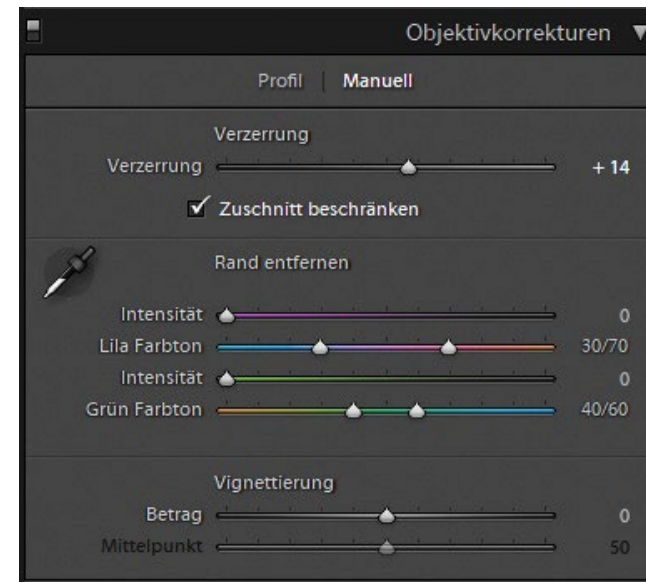 Objektivkorrekturen
Profil | Manuell
Verzerrung
Verzerrung + 14
Zuschnitt beschränken
Rand entfernen
Intensität 0
Lila Farbton 30/70
Intensität 0
Grün Farbton 40/60
Vignettierung
Betrag 0
Mittelpunkt 50